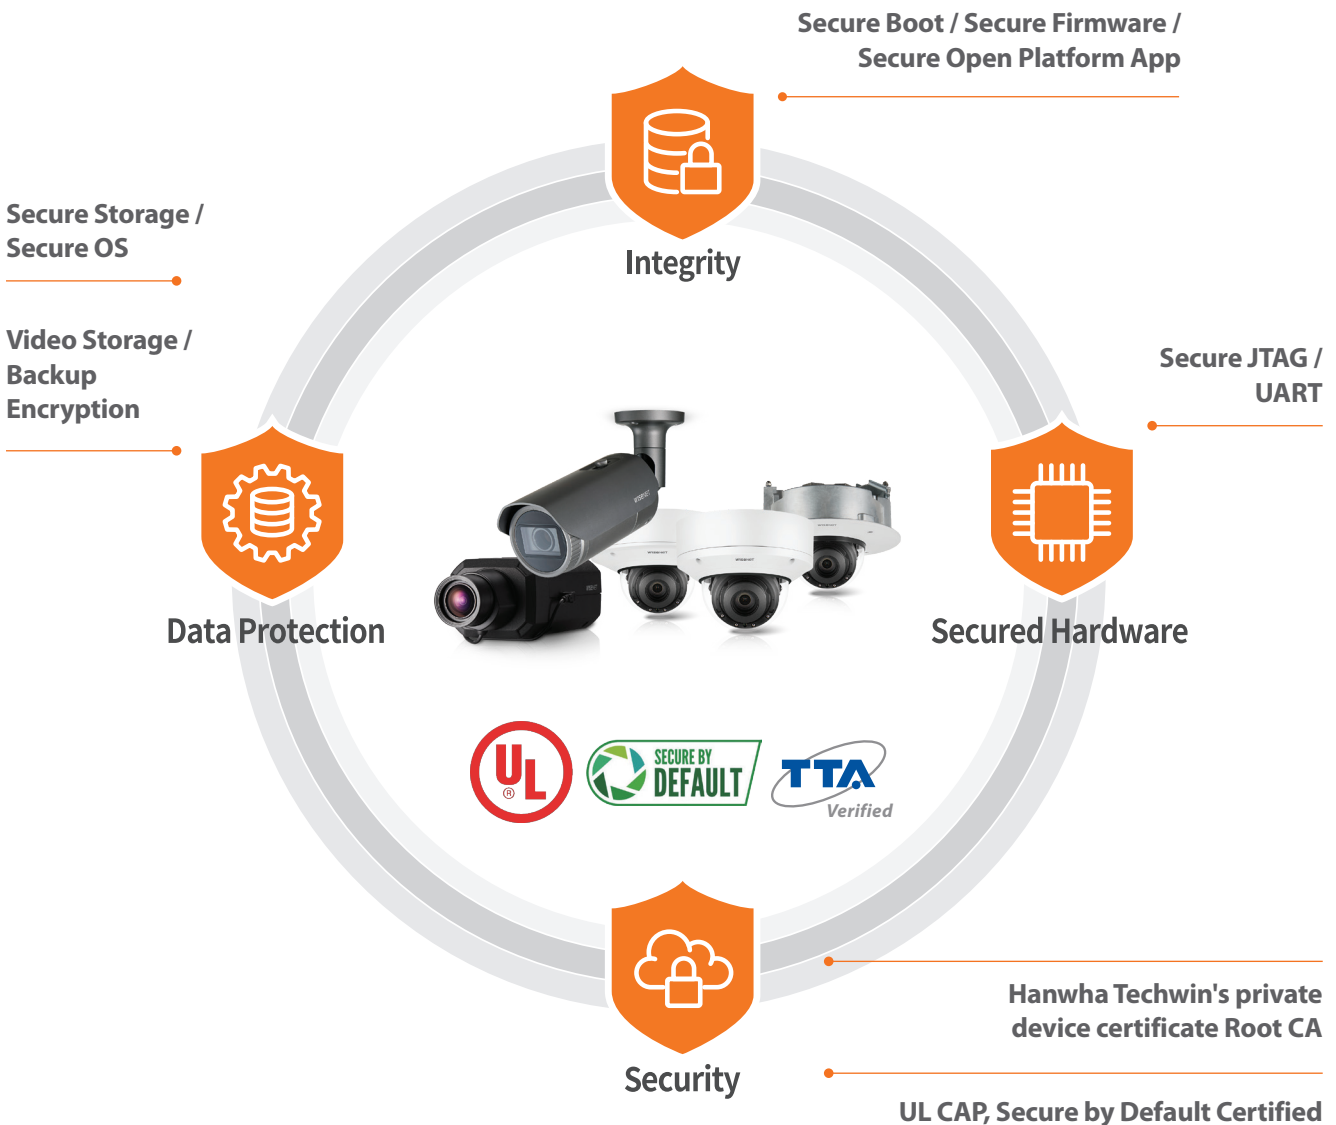 Secure Boot / Secure Firmware /
Secure Open Platform App
Integrity
Secure Storage /
Secure OS
Video Storage /
Backup
Encryption
Secure JTAG /
UART
Data Protection
Secured Hardware
WISENET
WISENET
UL
®
SECURE BY
DEFAULT
TTA
Verified
Security
Hanwha Techwin's private
device certificate Root CA
UL CAP, Secure by Default Certified